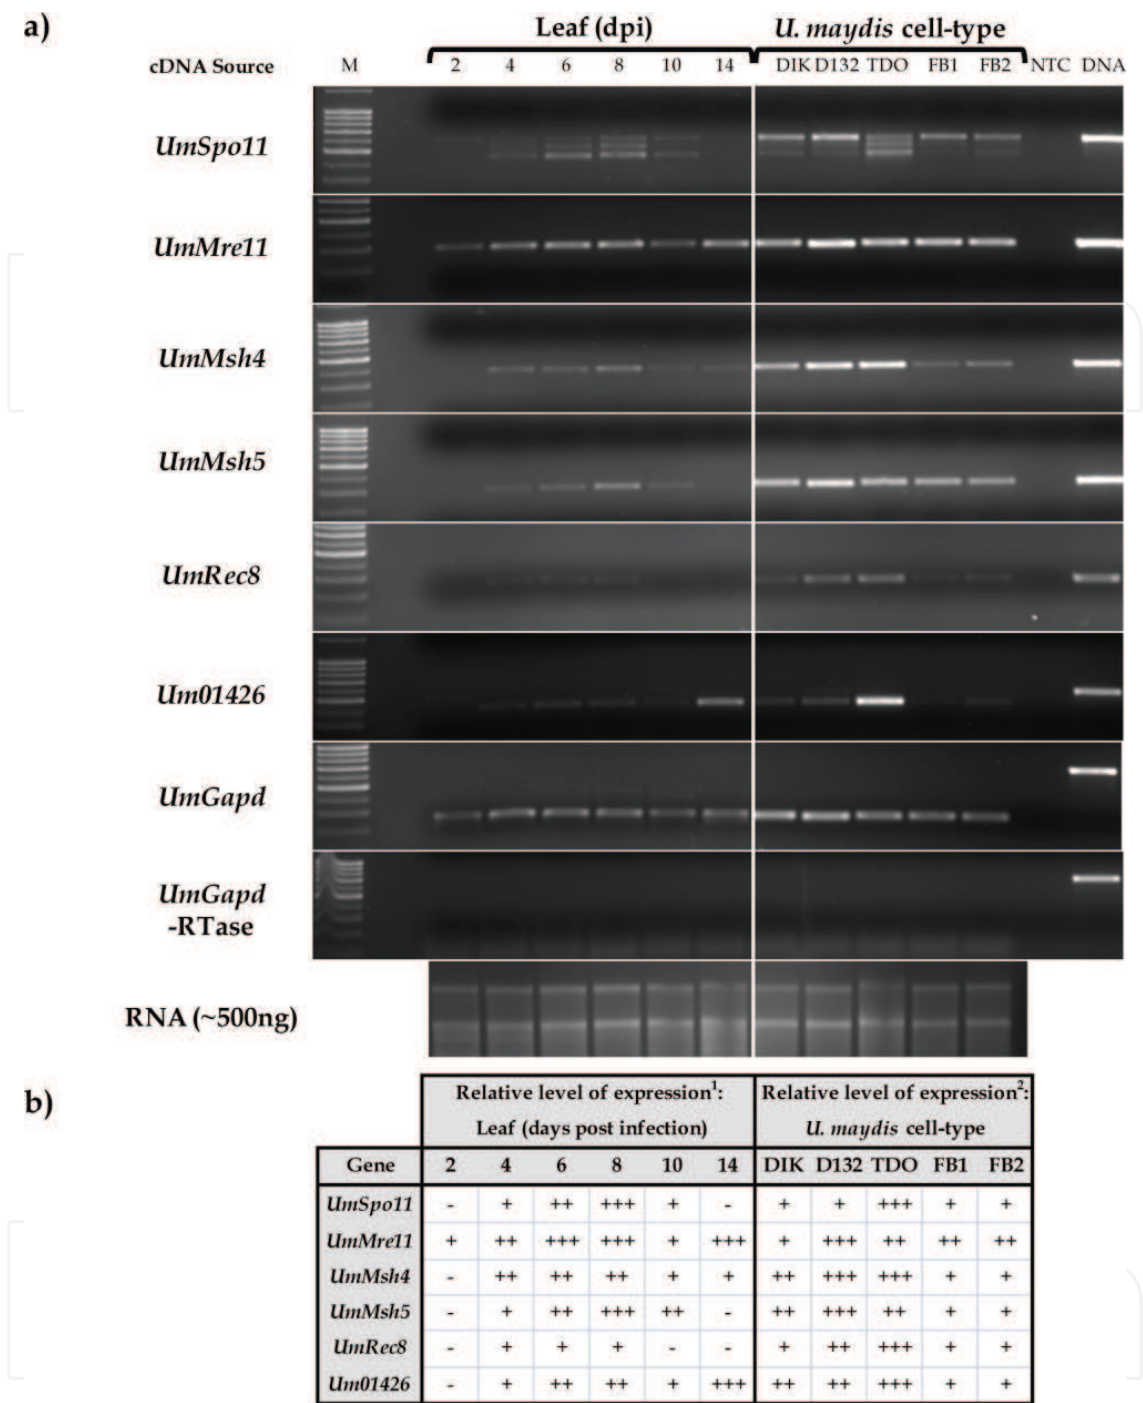 a)
Leaf (dpi) U. maydis cell-type
cDNA Source M 2 4 6 8 10 14 DIK D132 TDO FB1 FB2 NTC DNA
UmSpo11
UmMre11
UmMsh4
UmMsh5
UmRec8
Um01426
UmGapd
UmGapd
-RTase
RNA (~500ng)
b)
Relative level of expression¹: Relative level of expression²:
Leaf (days post infection) U. maydis cell-type
Gene 2 4 6 8 10 14 DIK D132 TDO FB1 FB2
UmSpo11 - + ++ +++ + - + + +++ + +
UmMre11 + ++ +++ +++ + +++ + +++ ++ ++ ++
UmMsh4 - ++ ++ ++ + + ++ +++ +++ + +
UmMsh5 - + ++ +++ ++ - ++ +++ ++ + +
UmRec8 - + + + - - + ++ +++ + +
Um01426 - + ++ ++ + +++ ++ ++ +++ + +